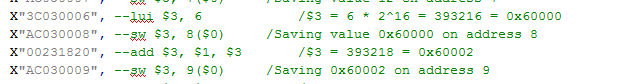 X"3C030006", --lui $3, 6 /$3 = 6 * 2^16 = 393216 = 0x60000
X"AC030008", --sw $3, 8($0) /Saving value 0x60000 on address 8
X"00231820", --add $3, $1, $3 /$3 = 393218 = 0x60002
X"AC030009", --sw $3, 9($0) /Saving 0x60002 on address 9